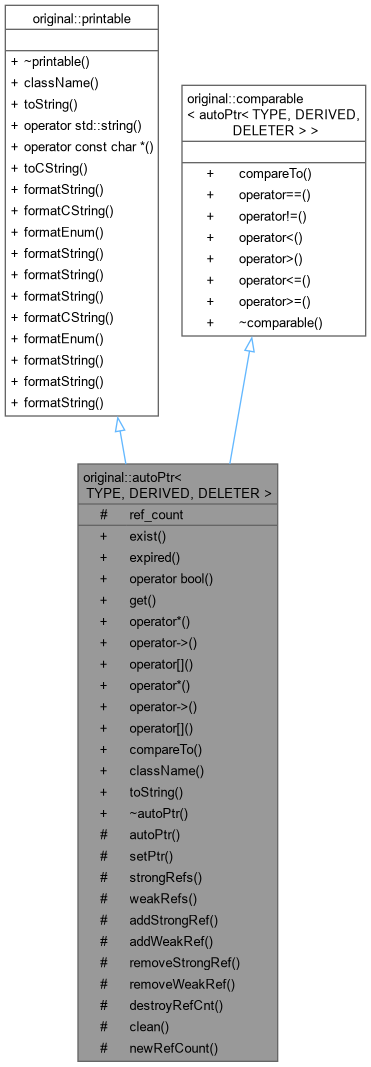 original::printable
+ ~printable()
+ className()
+ toString()
+ operator std::string()
+ operator const char *()
+ toCString()
+ formatString()
+ formatCString()
+ formatEnum()
+ formatString()
+ formatString()
+ formatString()
+ formatCString()
+ formatEnum()
+ formatString()
+ formatString()
+ formatString()
original::comparable
< autoPtr< TYPE, DERIVED,
DELETER > >
+ compareTo()
+ operator==()
+ operator!=()
+ operator<()
+ operator>()
+ operator<=()
+ operator>=()
+ ~comparable()
original::autoPtr<
TYPE, DERIVED, DELETER >
# ref_count
+ exist()
+ expired()
+ operator bool()
+ get()
+ operator*()
+ operator->()
+ operator[]()
+ operator*()
+ operator->()
+ operator[]()
+ compareTo()
+ className()
+ toString()
+ ~autoPtr()
# autoPtr()
# setPtr()
# strongRefs()
# weakRefs()
# addStrongRef()
# addWeakRef()
# removeStrongRef()
# removeWeakRef()
# destroyRefCnt()
# clean()
# newRefCount()